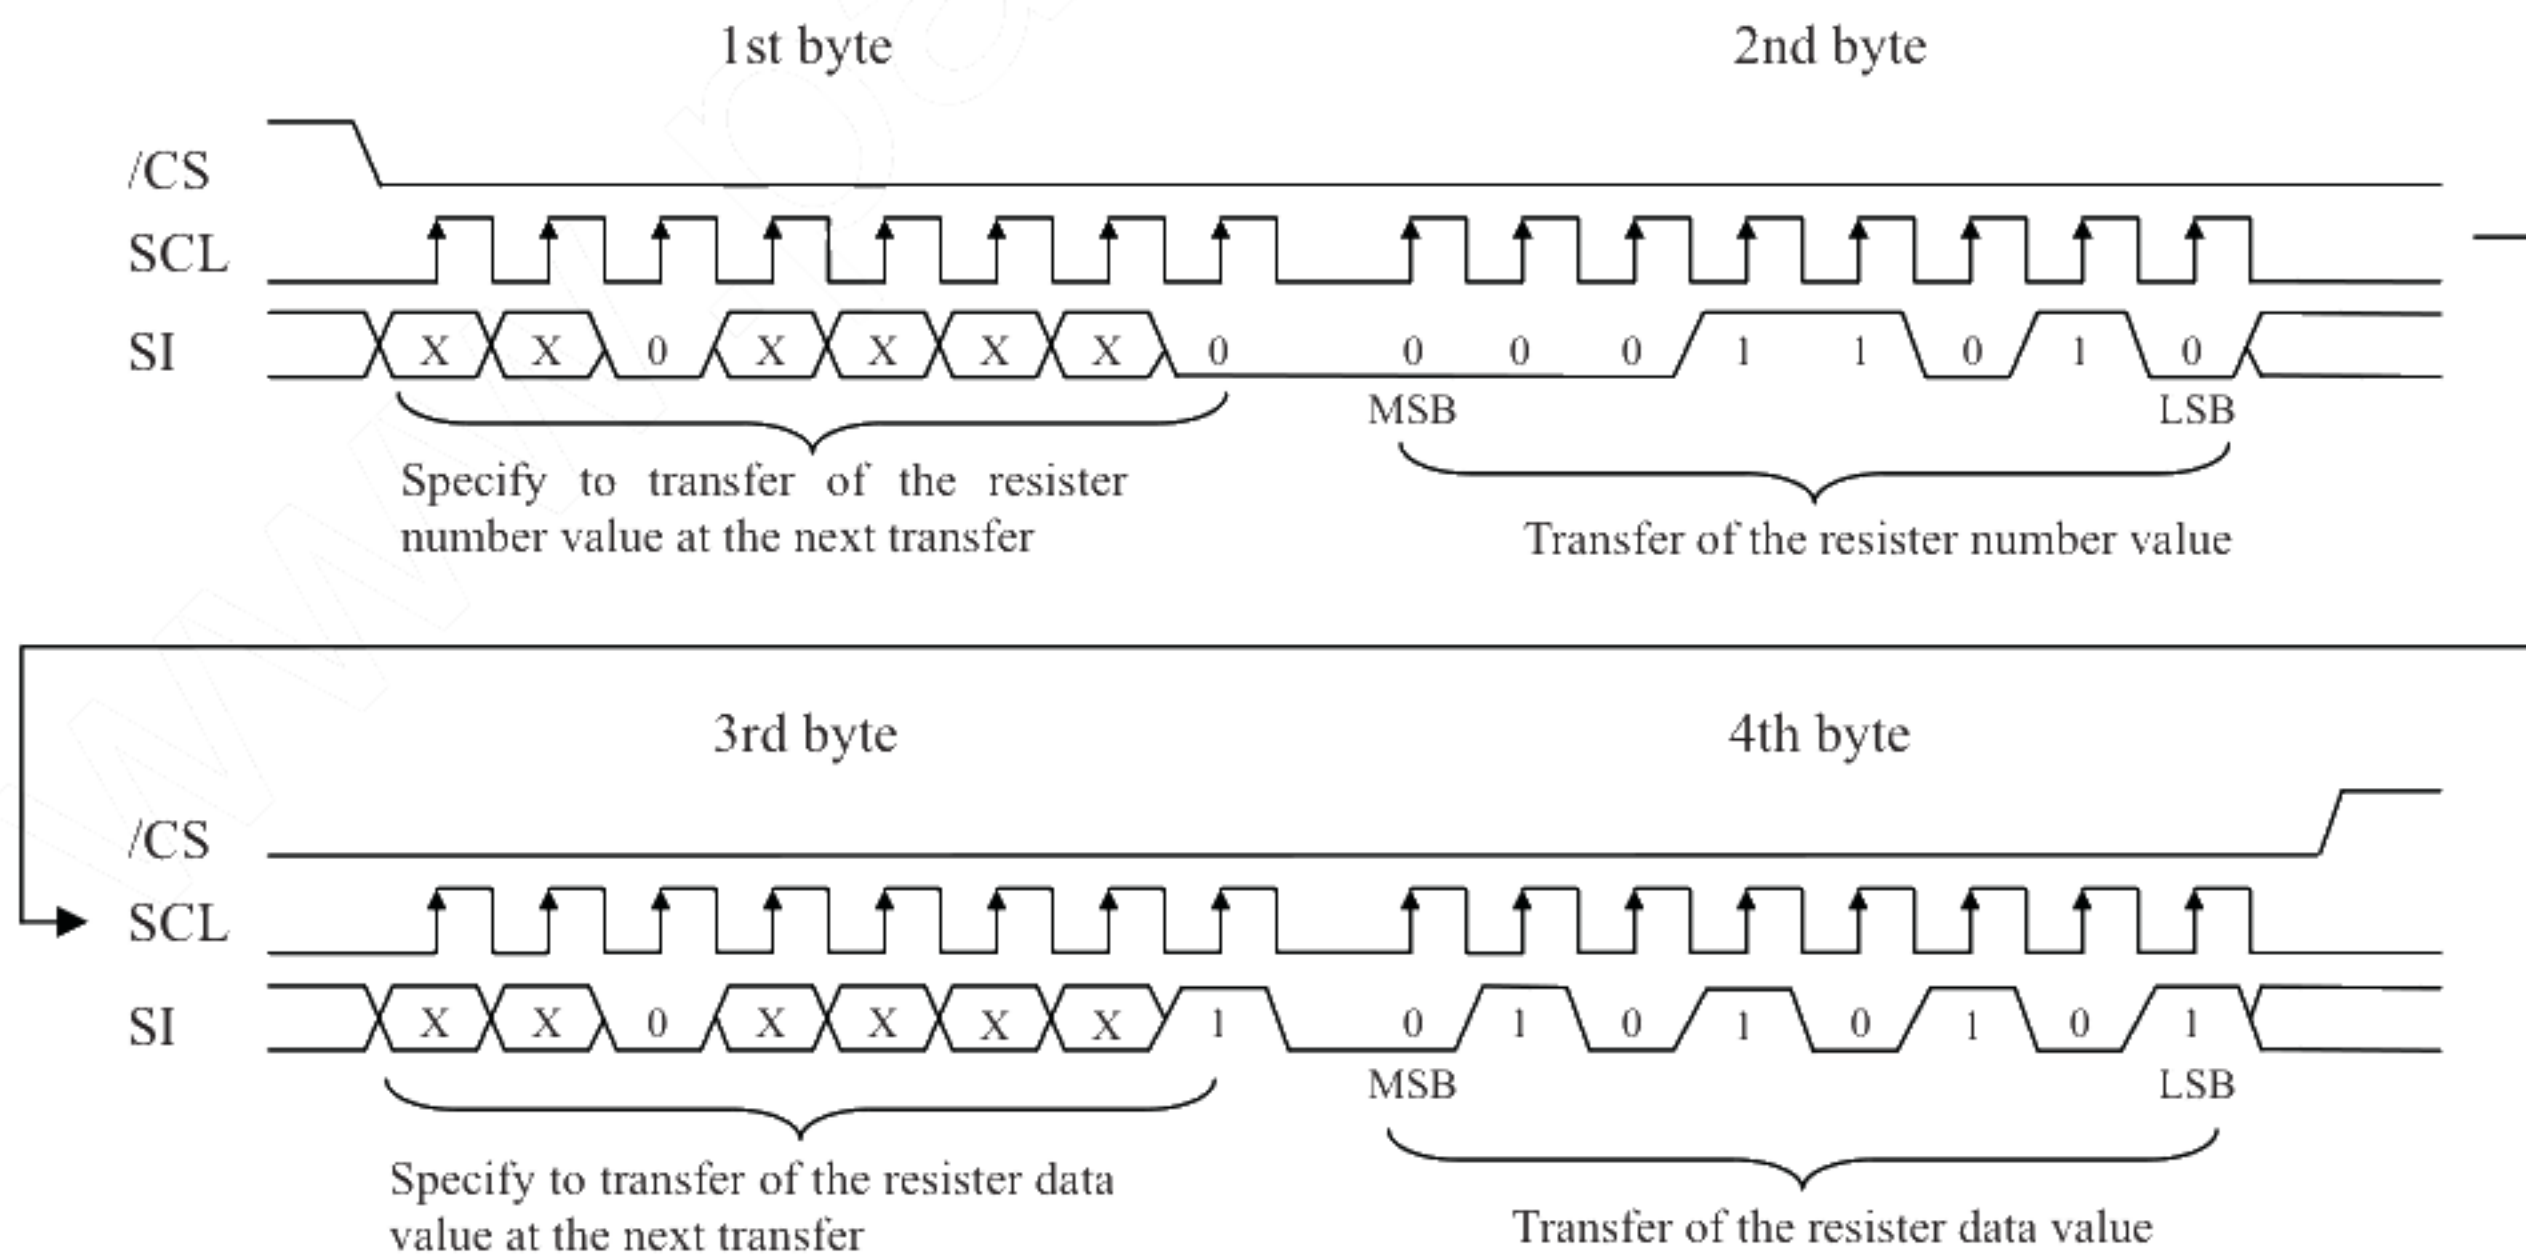 1st byte 2nd byte
/CS
SCL
SI X X 0 X X X X 0 0 0 0 1 1 0 1 0
MSB LSB
Specify to transfer of the resister
number value at the next transfer
Transfer of the resister number value
3rd byte 4th byte
/CS
SCL
SI X X 0 X X X X 1 0 1 0 1 0 1 0 1
MSB LSB
Specify to transfer of the resister data
value at the next transfer
Transfer of the resister data value